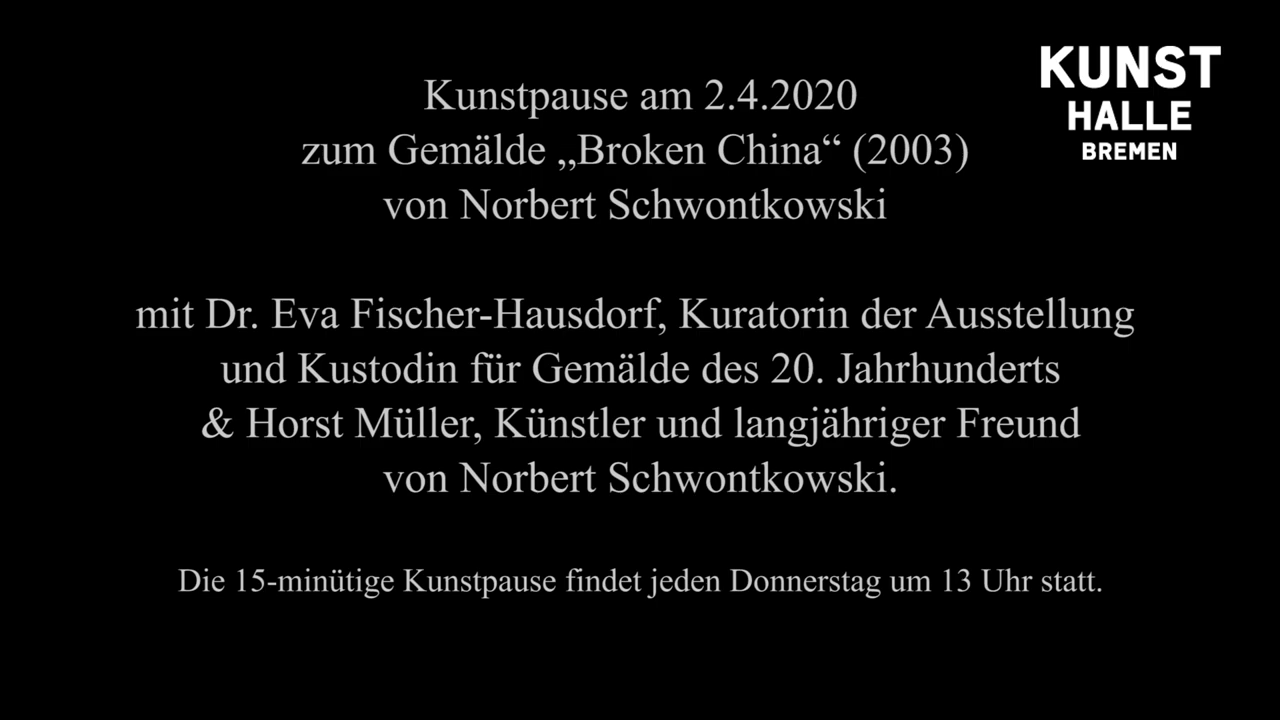 KUNST
HALLE
BREMEN
Kunstpause am 2.4.2020
zum Gemälde „Broken China“ (2003)
von Norbert Schwontkowski
mit Dr. Eva Fischer-Hausdorf, Kuratorin der Ausstellung
und Kustodin für Gemälde des 20. Jahrhunderts
& Horst Müller, Künstler und langjähriger Freund
von Norbert Schwontkowski.
Die 15-minütige Kunstpause findet jeden Donnerstag um 13 Uhr statt.